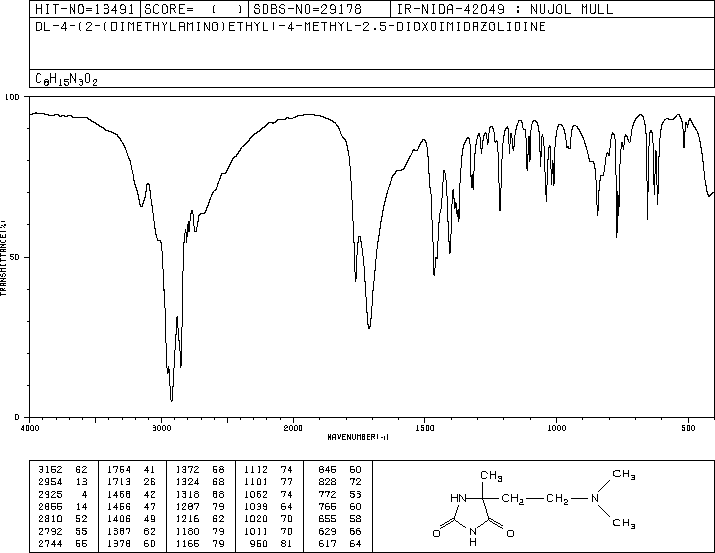 HIT-NO=13491 SCORE= ( ) SDBS-NO=29178 IR-NIDA-42049 : NUJOL MULL
DL-4-(2-(DIMETHYLAMINO)ETHYL)-4-METHYL-2.5-DIOXOIMIDAZOLIDINE
C8H15N3O2
100
50
0
TRANSMITTANCE(%)
4000 3000 2000 1500 1000 500
WAVENUMBER(-1)
3152 62 1764 41 1372 68 1112 74 845 60
2954 13 1713 26 1324 68 1101 77 828 72
2925 4 1468 42 1318 68 1062 74 772 53
2855 14 1456 47 1287 79 1039 64 766 60
2810 52 1406 49 1216 62 1020 70 655 58
2792 55 1387 62 1180 79 1011 70 629 66
2744 55 1378 60 1165 79 960 81 617 64
CH3 CH3
HN C CH2 CH2 N
CH3
O N O
H